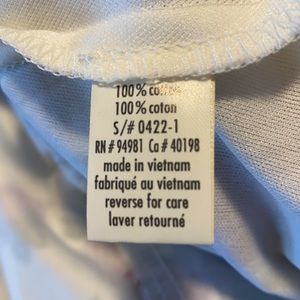 100% cotton
100% coton
S/# 0422-1
RN # 94981 Ca # 40198
made in vietnam
fabriqué au vietnam
reverse for care
laver retourné